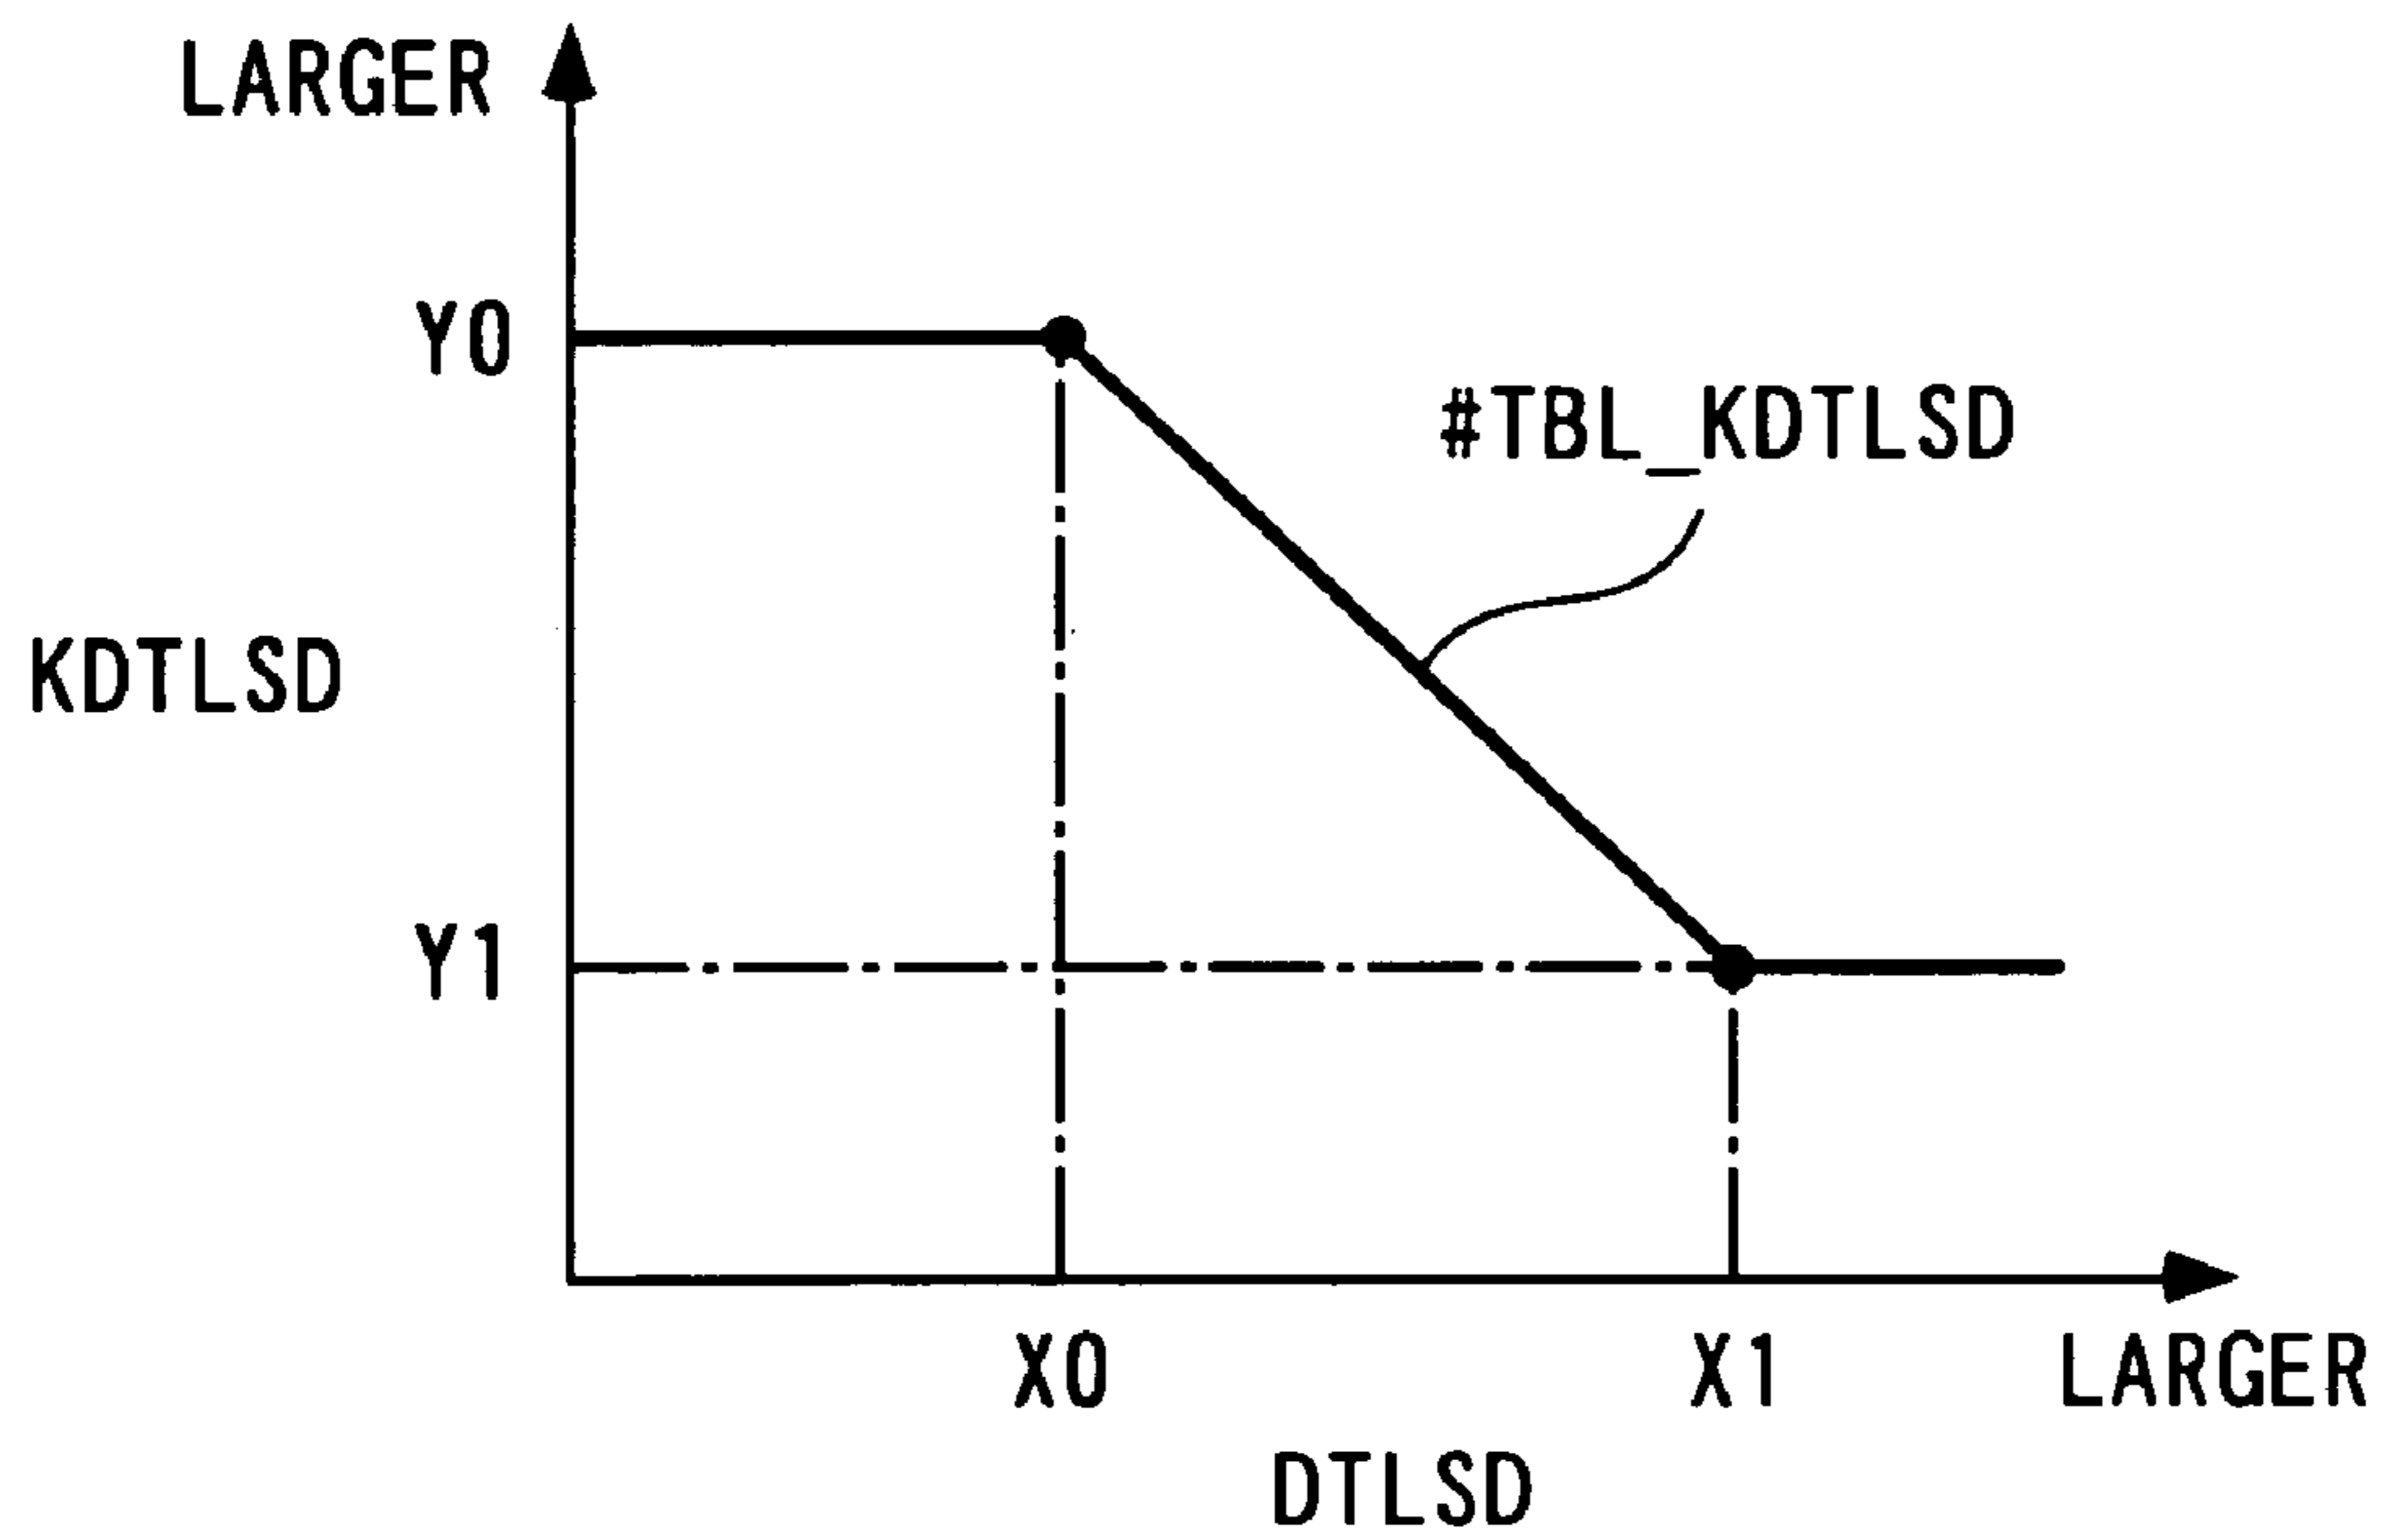 LARGER
Y0
#TBL_KDTLSD
KDTLSD
Y1
X0
X1
LARGER
DTLSD